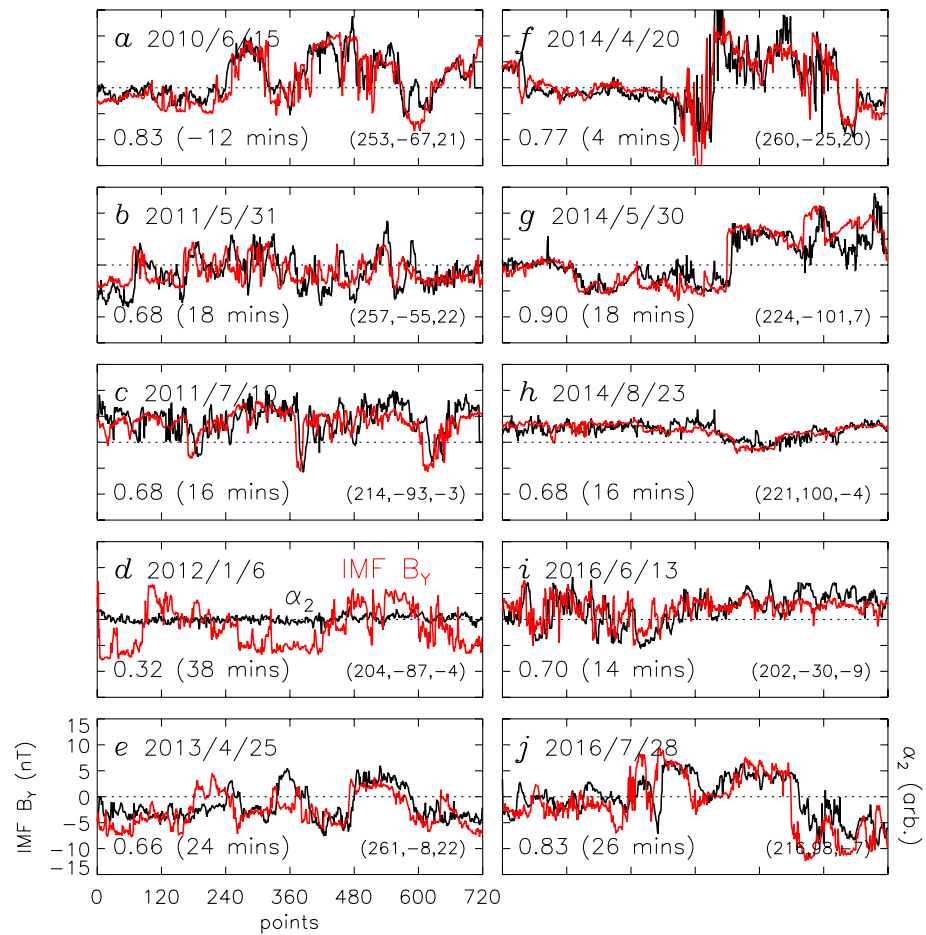 a 2010/6/15
0.83 (−12 mins)
(253,−67,21)
f 2014/4/20
0.77 (4 mins)
(260,−25,20)
b 2011/5/31
0.68 (18 mins)
(257,−55,22)
g 2014/5/30
0.90 (18 mins)
(224,−101,7)
c 2011/7/10
0.68 (16 mins)
(214,−93,−3)
h 2014/8/23
0.68 (16 mins)
(221,100,−4)
d 2012/1/6
IMF B_Y
α_2
0.32 (38 mins)
(204,−87,−4)
i 2016/6/13
0.70 (14 mins)
(202,−30,−9)
e 2013/4/25
0.66 (24 mins)
(261,−8,22)
j 2016/7/28
0.83 (26 mins)
(216,98,−7)
IMF B_Y (nT)
15
10
5
0
−5
−10
−15
α_2 (arb.)
0 120 240 360 480 600 720
points